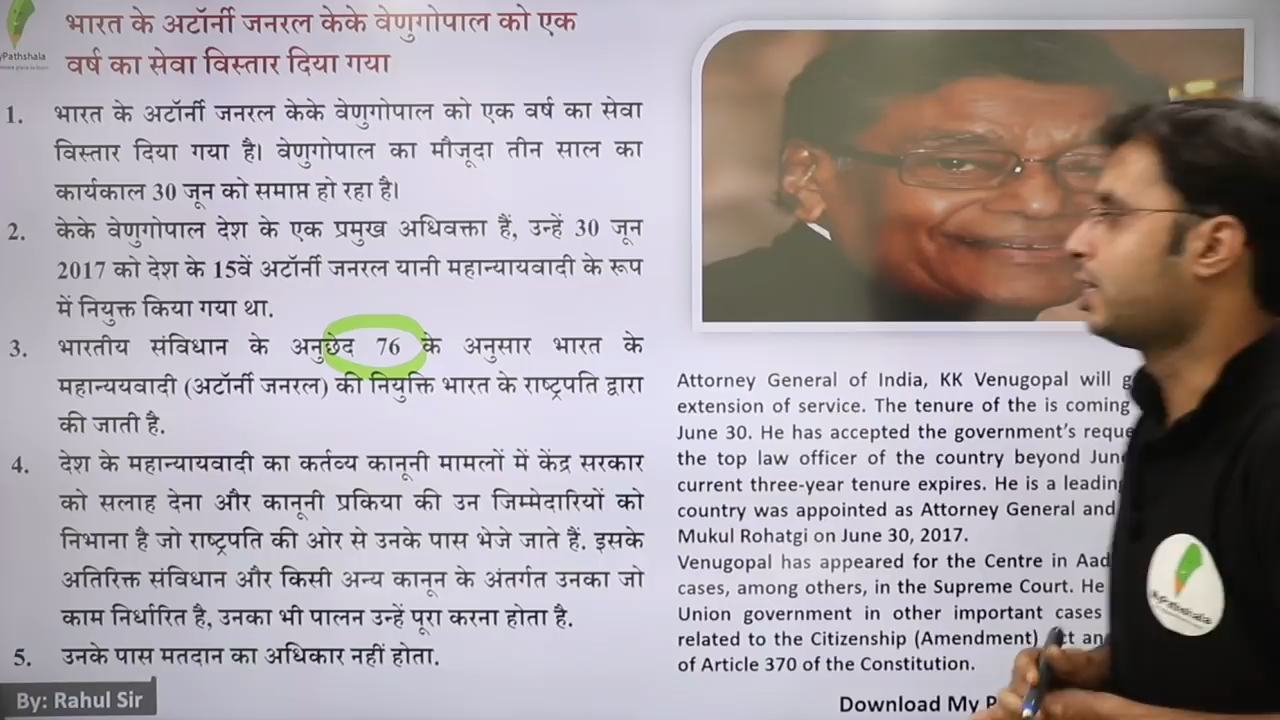 भारत के अटॉर्नी जनरल केके वेणुगोपाल को एक
वर्ष का सेवा विस्तार दिया गया
yPathshala
1. भारत के अटॉर्नी जनरल केके वेणुगोपाल को एक वर्ष का सेवा
विस्तार दिया गया है। वेणुगोपाल का मौजूदा तीन साल का
कार्यकाल 30 जून को समाप्त हो रहा है।
2. केके वेणुगोपाल देश के एक प्रमुख अधिवक्ता हैं, उन्हें 30 जून
2017 को देश के 15वें अटॉर्नी जनरल यानी महान्यायवादी के रूप
में नियुक्त किया गया था.
3. भारतीय संविधान के अनुछेद 76 के अनुसार भारत के
महान्ययवादी (अटॉर्नी जनरल) की नियुक्ति भारत के राष्ट्रपति द्वारा
की जाती है.
4. देश के महान्यायवादी का कर्तव्य कानूनी मामलों में केंद्र सरकार
को सलाह देना और कानूनी प्रकिया की उन जिम्मेदारियों को
निभाना है जो राष्ट्रपति की ओर से उनके पास भेजे जाते हैं. इसके
अतिरिक्त संविधान और किसी अन्य कानून के अंतर्गत उनका जो
काम निर्धारित है, उनका भी पालन उन्हें पूरा करना होता है.
5. उनके पास मतदान का अधिकार नहीं होता.
By: Rahul Sir
Attorney General of India, KK Venugopal will g
extension of service. The tenure of the is coming
June 30. He has accepted the government's reque
the top law officer of the country beyond Jun
current three-year tenure expires. He is a leadin
country was appointed as Attorney General and
Mukul Rohatgi on June 30, 2017.
Venugopal has appeared for the Centre in Aad
cases, among others, in the Supreme Court. He
Union government in other important cases
related to the Citizenship (Amendment) ct an
of Article 370 of the Constitution.
Download My P
MyPathshala